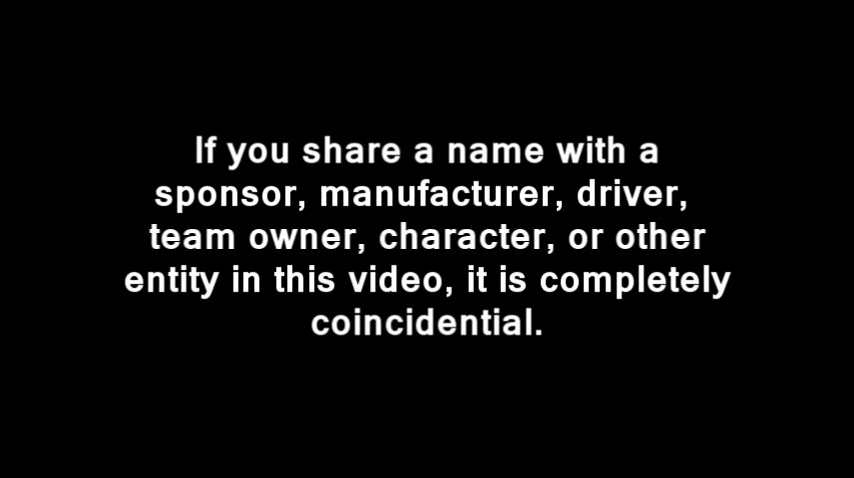 If you share a name with a
sponsor, manufacturer, driver,
team owner, character, or other
entity in this video, it is completely
coincidential.